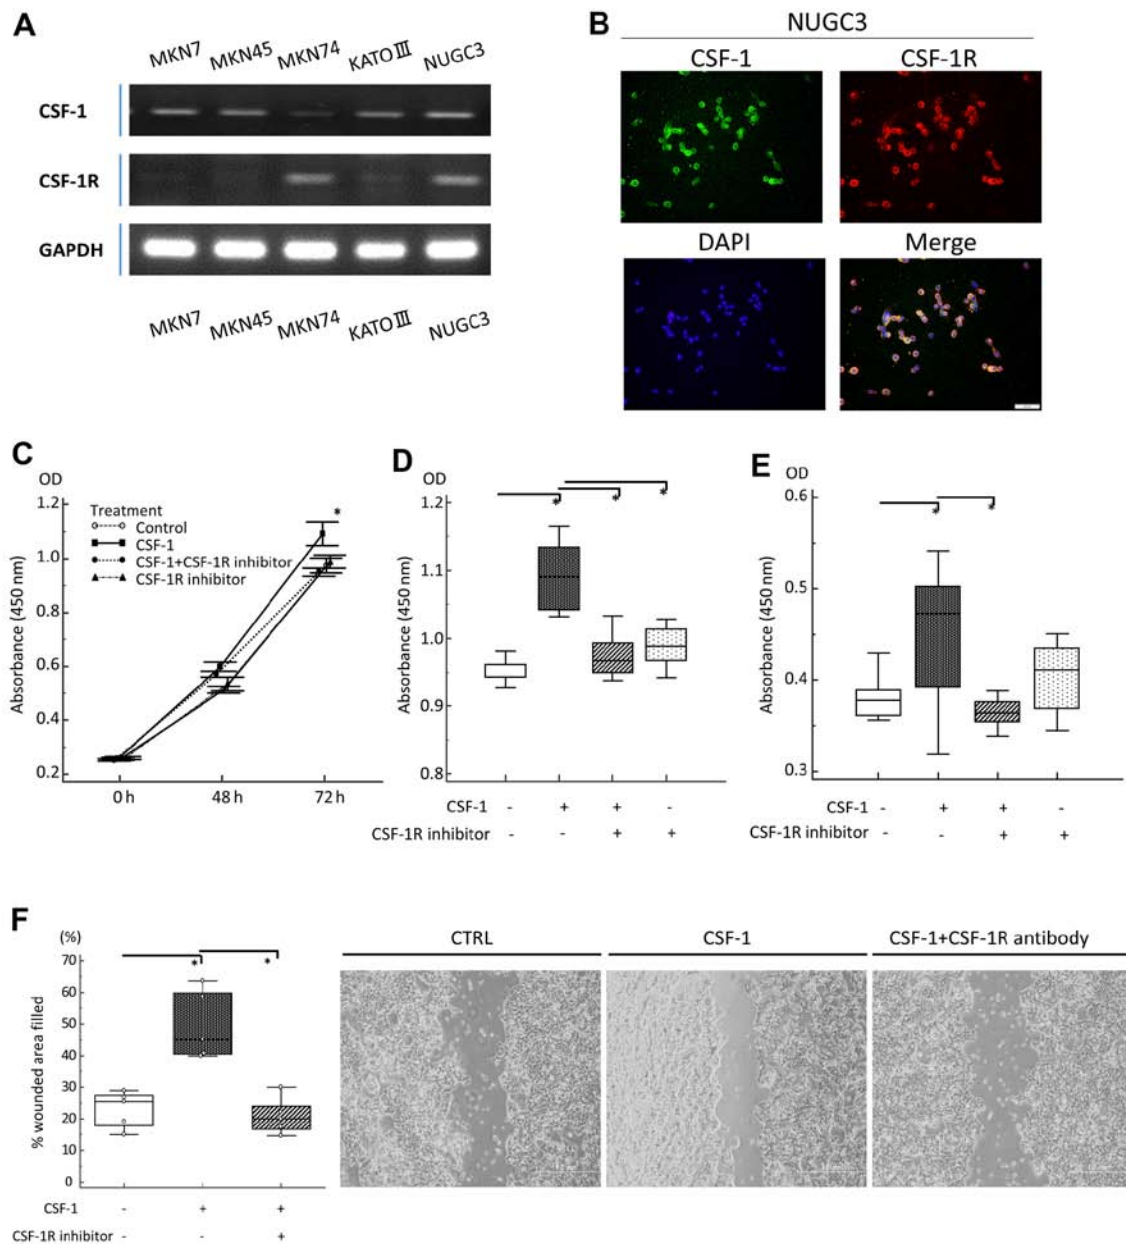 A
MKN7 MKN45 MKN74 KATOⅢ NUGC3
CSF-1
CSF-1R
GAPDH
MKN7 MKN45 MKN74 KATOⅢ NUGC3
B
NUGC3
CSF-1 CSF-1R
DAPI Merge
C
OD
Absorbance (450 nm)
1.2
1.0
0.8
0.6
0.4
0.2
Treatment
Control
CSF-1
CSF-1+CSF-1R inhibitor
CSF-1R inhibitor
*
0 h 48h 72h
D
OD
Absorbance (450 nm)
1.2
1.1
1.0
0.9
0.8
* * *
CSF-1 - + + -
CSF-1R inhibitor - - + +
E
OD
Absorbance (450 nm)
0.6
0.5
0.4
0.3
* *
CSF-1 - + + -
CSF-1R inhibitor - - + +
F
(%)
% wounded area filled
70
60
50
40
30
20
10
0
* *
CSF-1 - + +
CSF-1R inhibitor - - +
CTRL CSF-1 CSF-1+CSF-1R antibody